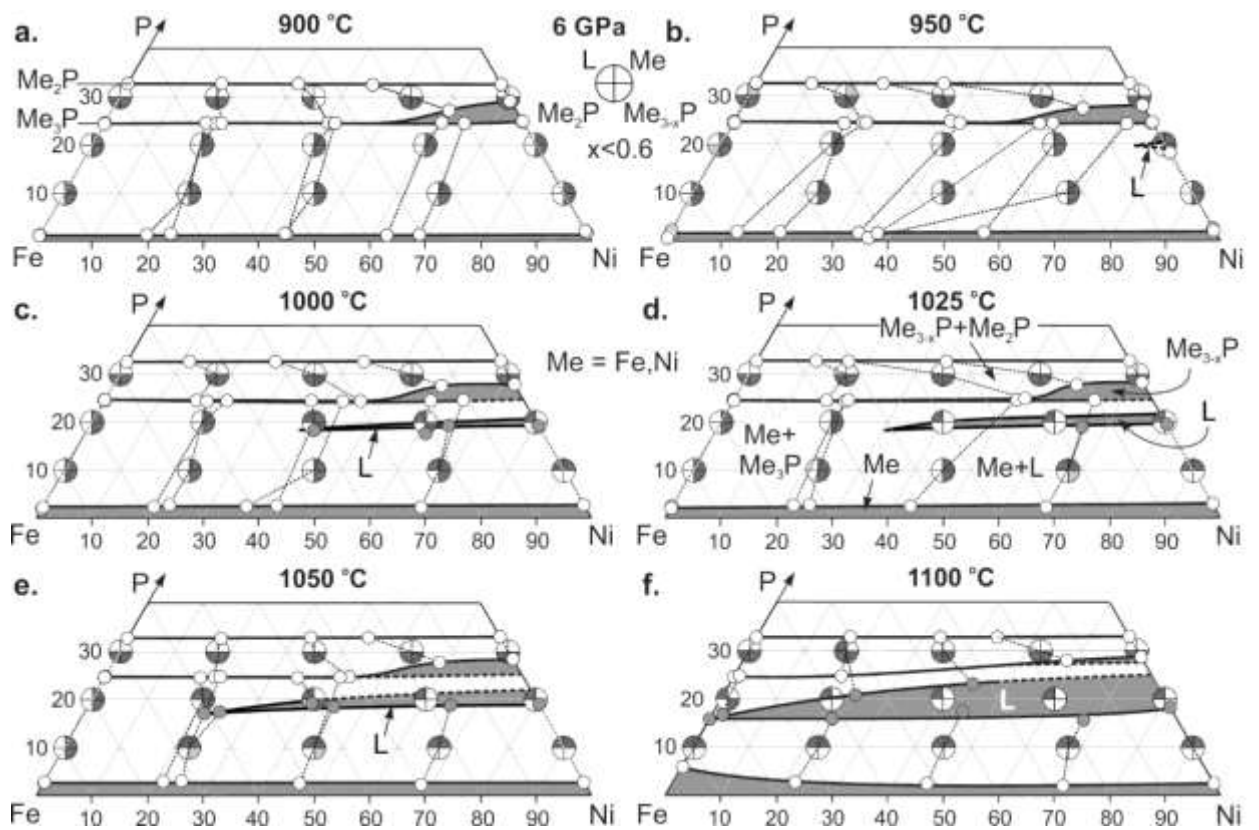 a. 900 °C 6 GPa b. 950 °C
P L Me P
Me₂P
30 Me₂P Me₃₋ₓP 30
Me₃P
20 x<0.6 20
10 L 10
Fe Ni Fe Ni
10 20 30 40 50 60 70 80 90 10 20 30 40 50 60 70 80 90
c. 1000 °C d. 1025 °C
P P Me₃₋ₓP+Me₂P
Me = Fe,Ni Me₃₋ₓP
30 30
20 20 L
L Me+ Me₃P Me Me+L
10 10
Fe Ni Fe Ni
10 20 30 40 50 60 70 80 90 10 20 30 40 50 60 70 80 90
e. 1050 °C f. 1100 °C
P P
30 30
20 20 L
L
10 10
Fe Ni Fe Ni
10 20 30 40 50 60 70 80 90 10 20 30 40 50 60 70 80 90